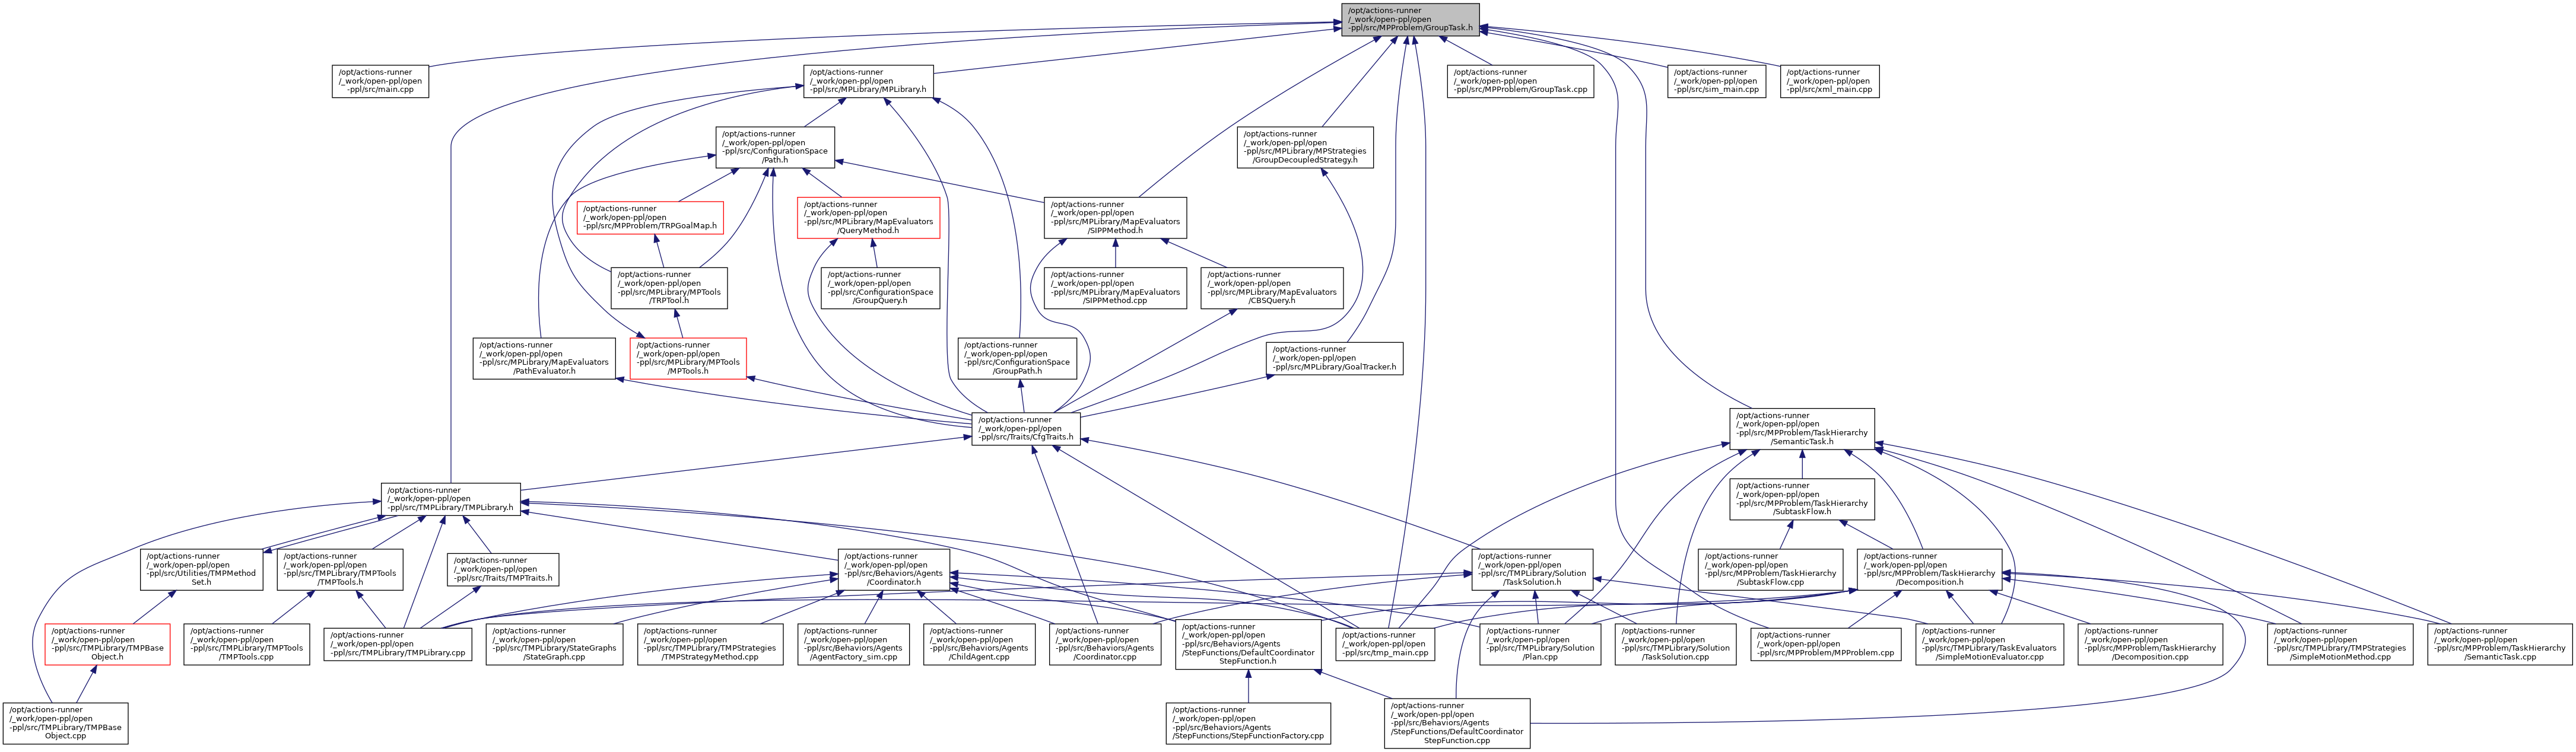 /opt/actions-runner
/_work/open-ppl/open
-ppl/src/MPProblem/GroupTask.h
/opt/actions-runner
/_work/open-ppl/open
-ppl/src/main.cpp
/opt/actions-runner
/_work/open-ppl/open
-ppl/src/MPLibrary/MPLibrary.h
/opt/actions-runner
/_work/open-ppl/open
-ppl/src/MPProblem/GroupTask.cpp
/opt/actions-runner
/_work/open-ppl/open
-ppl/src/sim_main.cpp
/opt/actions-runner
/_work/open-ppl/open
-ppl/src/xml_main.cpp
/opt/actions-runner
/_work/open-ppl/open
-ppl/src/ConfigurationSpace
/Path.h
/opt/actions-runner
/_work/open-ppl/open
-ppl/src/MPLibrary/MPStrategies
/GroupDecoupledStrategy.h
/opt/actions-runner
/_work/open-ppl/open
-ppl/src/MPProblem/TRPGoalMap.h
/opt/actions-runner
/_work/open-ppl/open
-ppl/src/MPLibrary/MapEvaluators
/QueryMethod.h
/opt/actions-runner
/_work/open-ppl/open
-ppl/src/MPLibrary/MapEvaluators
/SIPPMethod.h
/opt/actions-runner
/_work/open-ppl/open
-ppl/src/MPLibrary/MPTools
/TRPTool.h
/opt/actions-runner
/_work/open-ppl/open
-ppl/src/ConfigurationSpace
/GroupQuery.h
/opt/actions-runner
/_work/open-ppl/open
-ppl/src/MPLibrary/MapEvaluators
/SIPPMethod.cpp
/opt/actions-runner
/_work/open-ppl/open
-ppl/src/MPLibrary/MapEvaluators
/CBSQuery.h
/opt/actions-runner
/_work/open-ppl/open
-ppl/src/MPLibrary/MapEvaluators
/PathEvaluator.h
/opt/actions-runner
/_work/open-ppl/open
-ppl/src/MPLibrary/MPTools
/MPTools.h
/opt/actions-runner
/_work/open-ppl/open
-ppl/src/ConfigurationSpace
/GroupPath.h
/opt/actions-runner
/_work/open-ppl/open
-ppl/src/MPLibrary/GoalTracker.h
/opt/actions-runner
/_work/open-ppl/open
-ppl/src/Traits/CfgTraits.h
/opt/actions-runner
/_work/open-ppl/open
-ppl/src/MPProblem/TaskHierarchy
/SemanticTask.h
/opt/actions-runner
/_work/open-ppl/open
-ppl/src/TMPLibrary/TMPLibrary.h
/opt/actions-runner
/_work/open-ppl/open
-ppl/src/MPProblem/TaskHierarchy
/SubtaskFlow.h
/opt/actions-runner
/_work/open-ppl/open
-ppl/src/Utilities/TMPMethod
Set.h
/opt/actions-runner
/_work/open-ppl/open
-ppl/src/TMPLibrary/TMPTools
/TMPTools.h
/opt/actions-runner
/_work/open-ppl/open
-ppl/src/Traits/TMPTraits.h
/opt/actions-runner
/_work/open-ppl/open
-ppl/src/Behaviors/Agents
/Coordinator.h
/opt/actions-runner
/_work/open-ppl/open
-ppl/src/TMPLibrary/Solution
/TaskSolution.h
/opt/actions-runner
/_work/open-ppl/open
-ppl/src/MPProblem/TaskHierarchy
/SubtaskFlow.cpp
/opt/actions-runner
/_work/open-ppl/open
-ppl/src/MPProblem/TaskHierarchy
/Decomposition.h
/opt/actions-runner
/_work/open-ppl/open
-ppl/src/TMPLibrary/TMPBase
Object.h
/opt/actions-runner
/_work/open-ppl/open
-ppl/src/TMPLibrary/TMPTools
/TMPTools.cpp
/opt/actions-runner
/_work/open-ppl/open
-ppl/src/TMPLibrary/TMPLibrary.cpp
/opt/actions-runner
/_work/open-ppl/open
-ppl/src/TMPLibrary/StateGraphs
/StateGraph.cpp
/opt/actions-runner
/_work/open-ppl/open
-ppl/src/TMPLibrary/TMPStrategies
/TMPStrategyMethod.cpp
/opt/actions-runner
/_work/open-ppl/open
-ppl/src/Behaviors/Agents
/AgentFactory_sim.cpp
/opt/actions-runner
/_work/open-ppl/open
-ppl/src/Behaviors/Agents
/ChildAgent.cpp
/opt/actions-runner
/_work/open-ppl/open
-ppl/src/Behaviors/Agents
/Coordinator.cpp
/opt/actions-runner
/_work/open-ppl/open
-ppl/src/Behaviors/Agents
/StepFunctions/DefaultCoordinator
StepFunction.h
/opt/actions-runner
/_work/open-ppl/open
-ppl/src/tmp_main.cpp
/opt/actions-runner
/_work/open-ppl/open
-ppl/src/TMPLibrary/Solution
/Plan.cpp
/opt/actions-runner
/_work/open-ppl/open
-ppl/src/TMPLibrary/Solution
/TaskSolution.cpp
/opt/actions-runner
/_work/open-ppl/open
-ppl/src/MPProblem/MPProblem.cpp
/opt/actions-runner
/_work/open-ppl/open
-ppl/src/TMPLibrary/TaskEvaluators
/SimpleMotionEvaluator.cpp
/opt/actions-runner
/_work/open-ppl/open
-ppl/src/MPProblem/TaskHierarchy
/Decomposition.cpp
/opt/actions-runner
/_work/open-ppl/open
-ppl/src/TMPLibrary/TMPStrategies
/SimpleMotionMethod.cpp
/opt/actions-runner
/_work/open-ppl/open
-ppl/src/MPProblem/TaskHierarchy
/SemanticTask.cpp
/opt/actions-runner
/_work/open-ppl/open
-ppl/src/TMPLibrary/TMPBase
Object.cpp
/opt/actions-runner
/_work/open-ppl/open
-ppl/src/Behaviors/Agents
/StepFunctions/StepFunctionFactory.cpp
/opt/actions-runner
/_work/open-ppl/open
-ppl/src/Behaviors/Agents
/StepFunctions/DefaultCoordinator
StepFunction.cpp